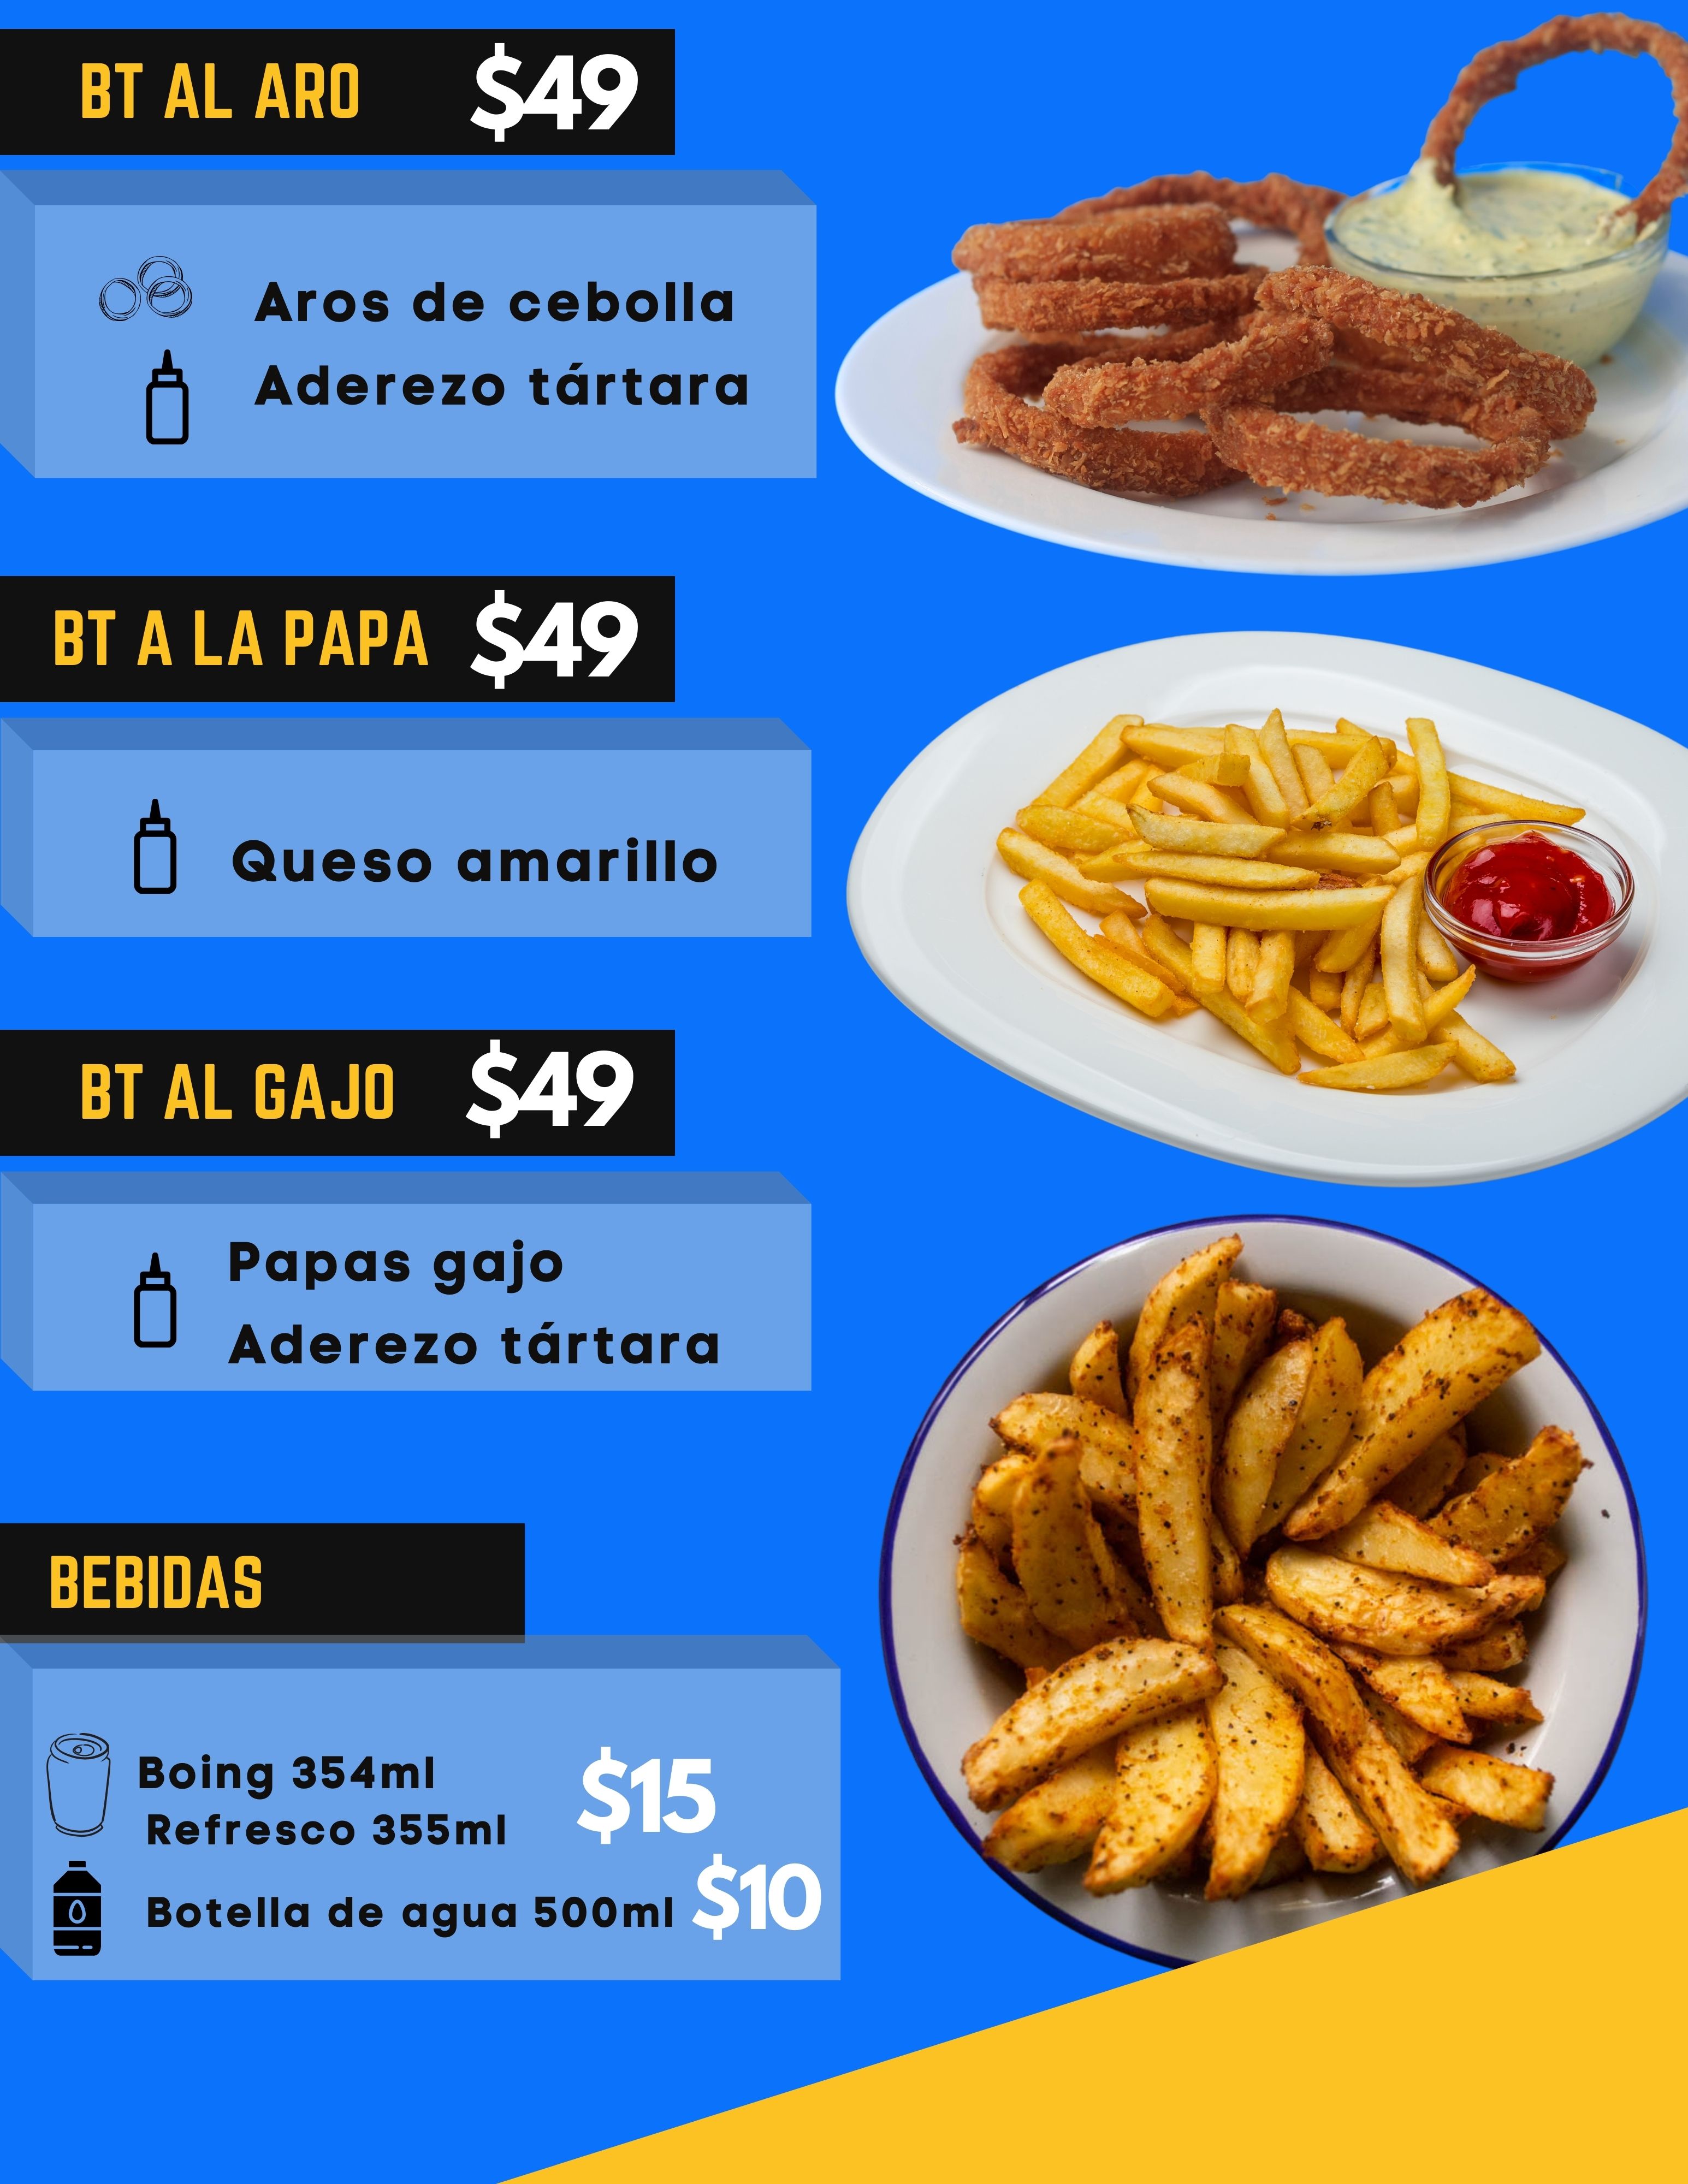 BT AL ARO $49
Aros de cebolla
Aderezo tártara
BT A LA PAPA $49
Queso amarillo
BT AL GAJO $49
Papas gajo
Aderezo tártara
BEBIDAS
Boing 354ml
Refresco 355ml $15
Botella de agua 500ml $10